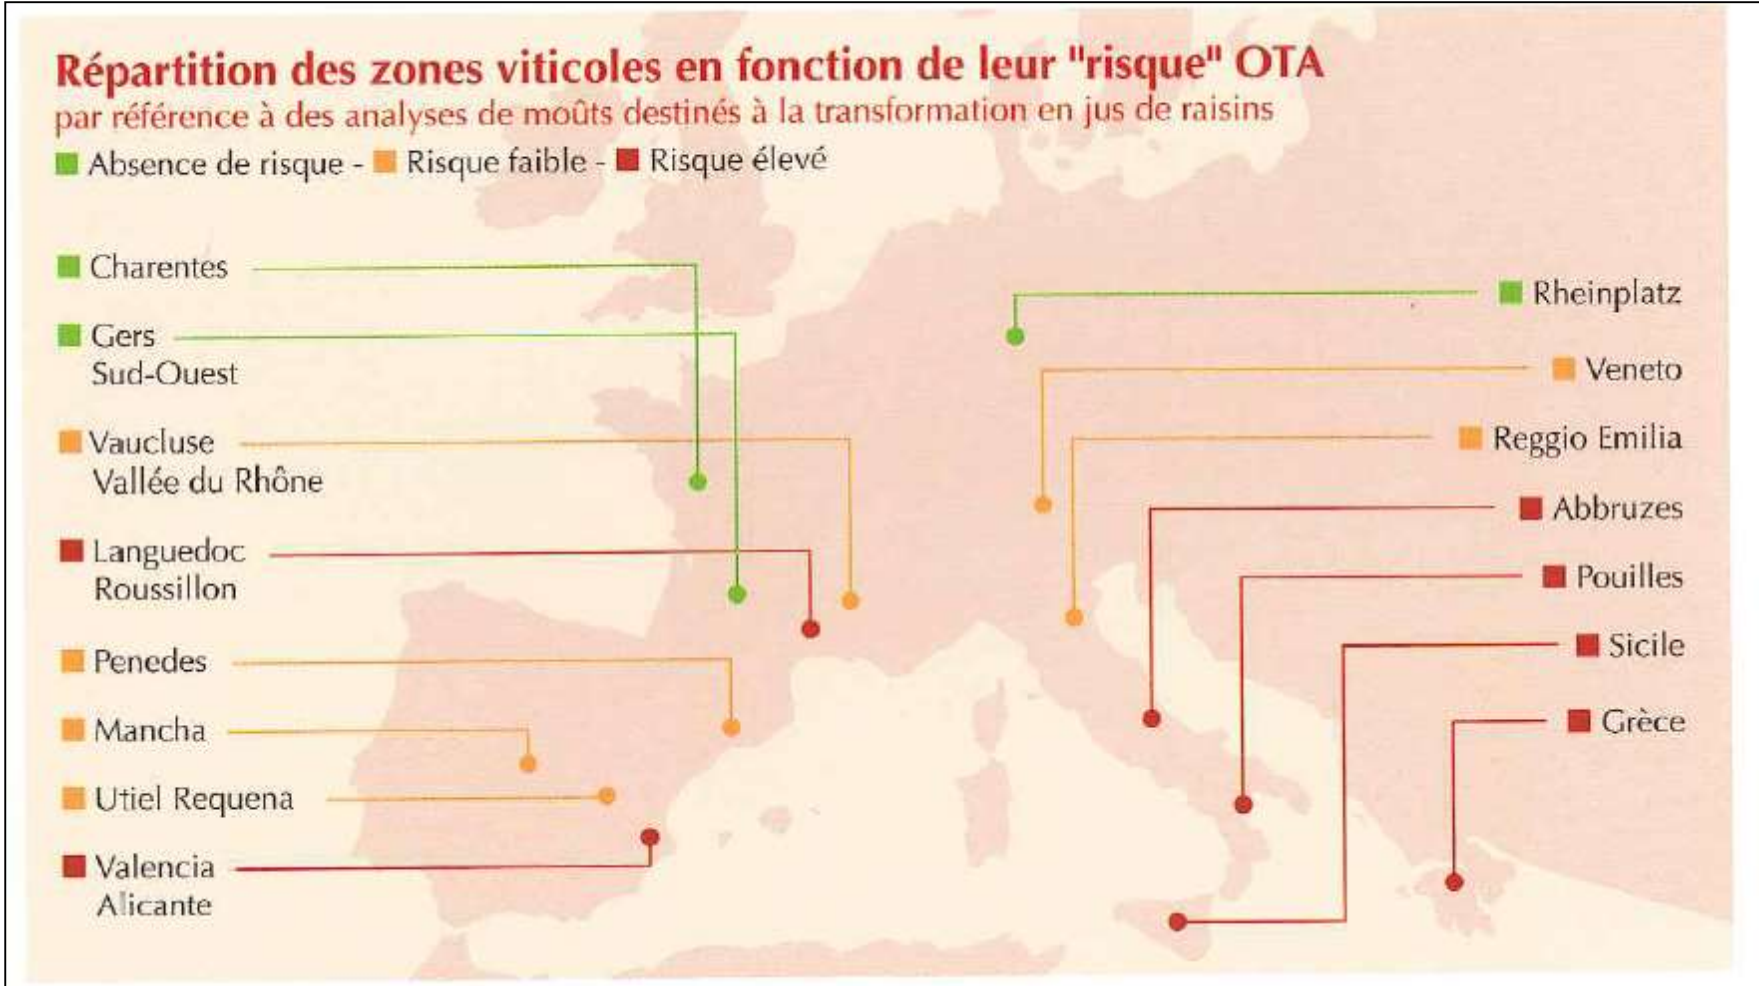 Répartition des zones viticoles en fonction de leur "risque" OTA
par référence à des analyses de moûts destinés à la transformation en jus de raisins
Absence de risque - Risque faible - Risque élevé
Charentes
Gers
Sud-Ouest
Vaucluse
Vallée du Rhône
Languedoc
Roussillon
Penedes
Mancha
Utiel Requena
Valencia
Alicante
Rheinplatz
Veneto
Reggio Emilia
Abbruzes
Pouilles
Sicile
Grèce